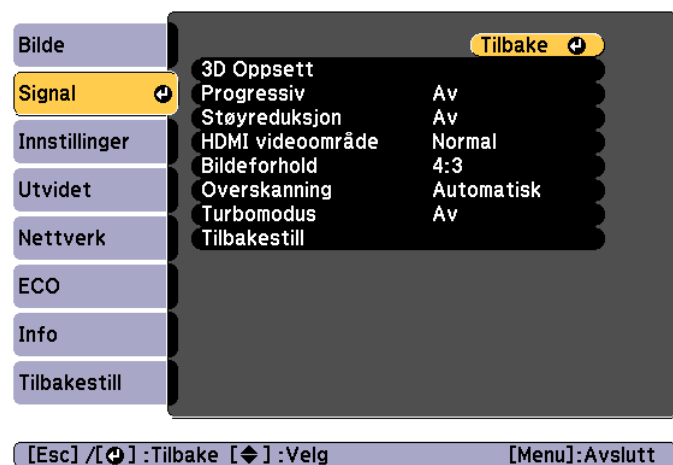 Bilde
Signal
Innstillinger
Utvidet
Nettverk
ECO
Info
Tilbakestill
Tilbake
3D Oppsett
Progressiv Av
Støyreduksjon Av
HDMI videoområde Normal
Bildeforhold 4:3
Overskanning Automatisk
Turbomodus Av
Tilbakestill
[Esc] /[⏎] :Tilbake [◆] :Velg [Menu]:Avslutt